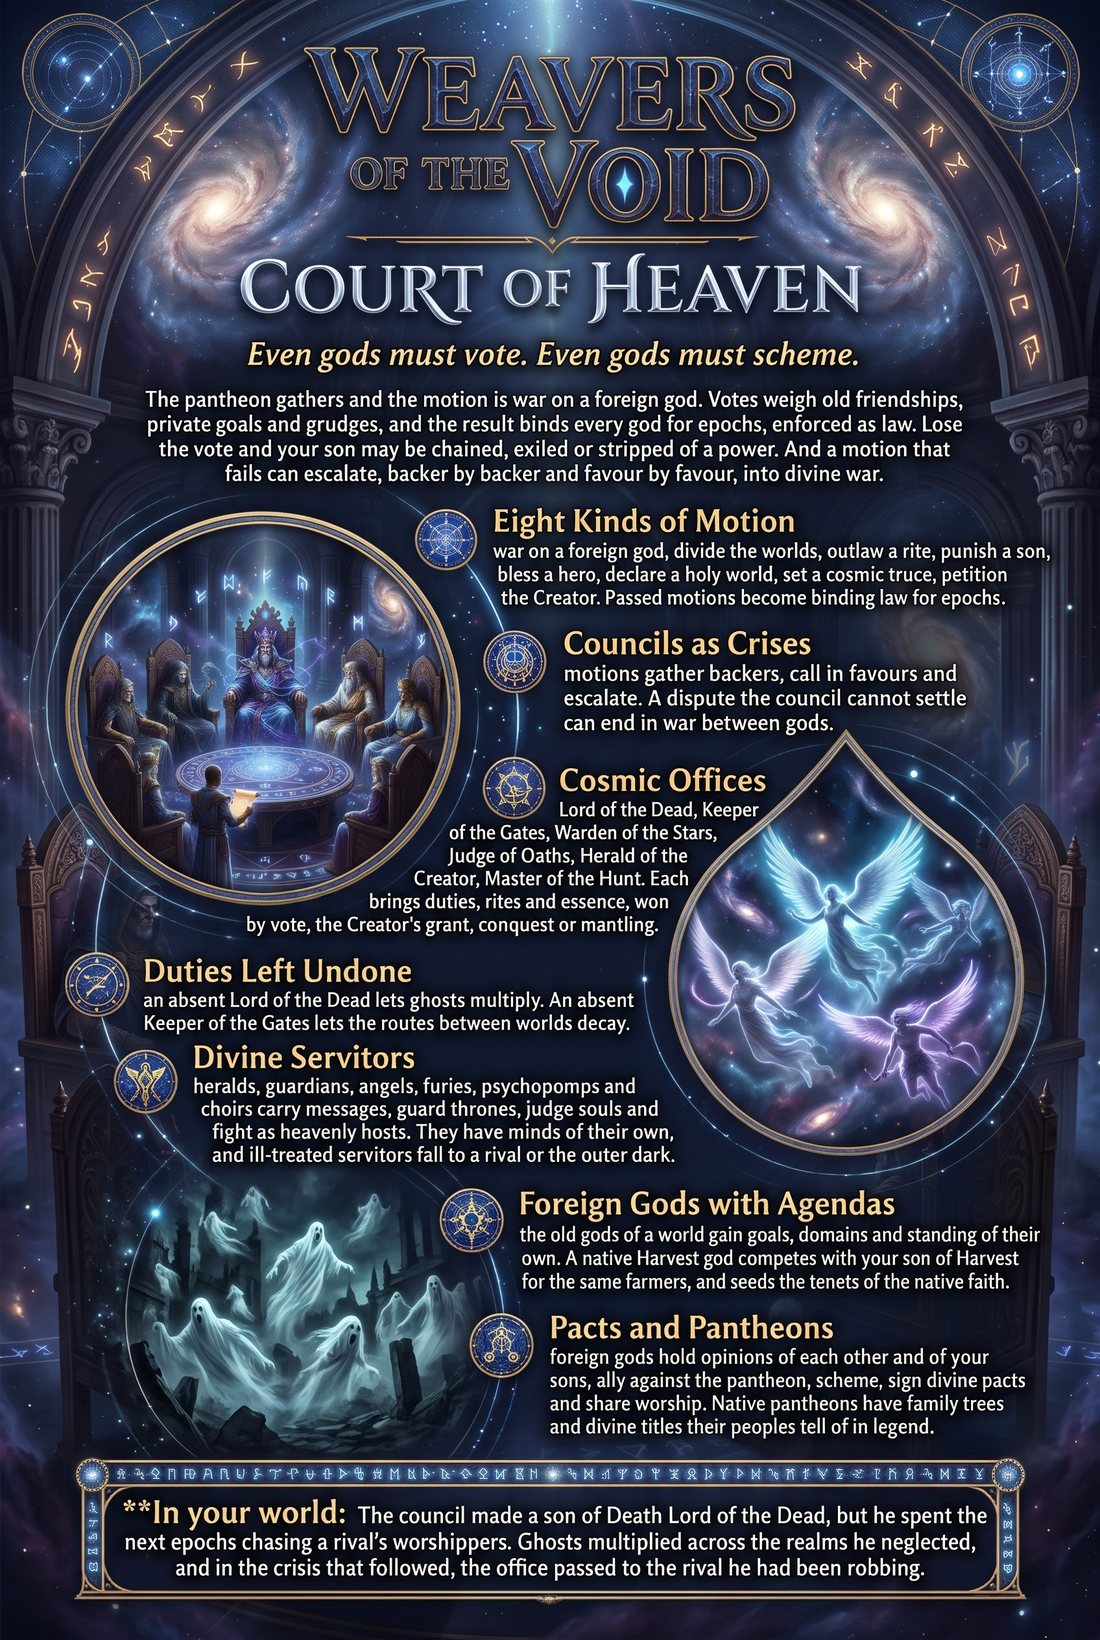 WEAVERS
OF THE VOID
COURT OF HEAVEN
Even gods must vote. Even gods must scheme.
The pantheon gathers and the motion is war on a foreign god. Votes weigh old friendships,
private goals and grudges, and the result binds every god for epochs, enforced as law. Lose
the vote and your son may be chained, exiled or stripped of a power. And a motion that
fails can escalate, backer by backer and favour by favour, into divine war.
Eight Kinds of Motion
war on a foreign god, divide the worlds, outlaw a rite, punish a son,
bless a hero, declare a holy world, set a cosmic truce, petition
the Creator. Passed motions become binding law for epochs.
Councils as Crises
motions gather backers, call in favours and
escalate. A dispute the council cannot settle
can end in war between gods.
Cosmic Offices
Lord of the Dead, Keeper
of the Gates, Warden of the Stars,
Judge of Oaths, Herald of the
Creator, Master of the Hunt. Each
brings duties, rites and essence, won
by vote, the Creator's grant, conquest or mantling.
Duties Left Undone
an absent Lord of the Dead lets ghosts multiply. An absent
Keeper of the Gates lets the routes between worlds decay.
Divine Servitors
heralds, guardians, angels, furies, psychopomps and
choirs carry messages, guard thrones, judge souls and
fight as heavenly hosts. They have minds of their own,
and ill-treated servitors fall to a rival or the outer dark.
Foreign Gods with Agendas
the old gods of a world gain goals, domains and standing of their
own. A native Harvest god competes with your son of Harvest
for the same farmers, and seeds the tenets of the native faith.
Pacts and Pantheons
foreign gods hold opinions of each other and of your
sons, ally against the pantheon, scheme, sign divine pacts
and share worship. Native pantheons have family trees
and divine titles their peoples tell of in legend.
**In your world: The council made a son of Death Lord of the Dead, but he spent the
next epochs chasing a rival's worshippers. Ghosts multiplied across the realms he neglected,
and in the crisis that followed, the office passed to the rival he had been robbing.